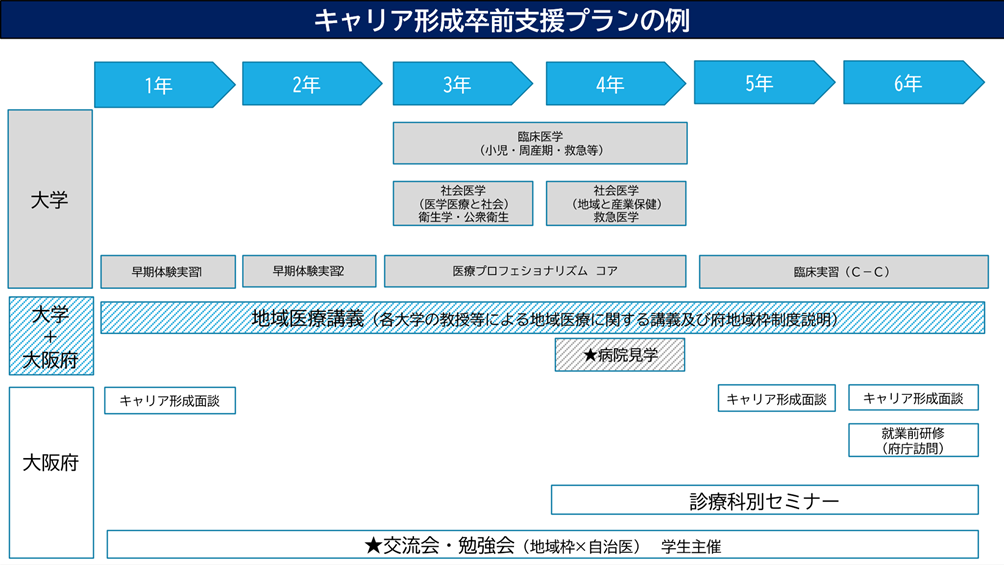 キャリア形成卒前支援プランの例
1年
2年
3年
4年
5年
6年
大学
臨床医学
（小児・周産期・救急等）
社会医学
（医学医療と社会）
衛生学・公衆衛生
社会医学
（地域と産業保健）
救急医学
早期体験実習1
早期体験実習2
医療プロフェショナリズム コア
臨床実習（C－C）
大学
＋
大阪府
地域医療講義（各大学の教授等による地域医療に関する講義及び府地域枠制度説明）
★病院見学
大阪府
キャリア形成面談
キャリア形成面談
キャリア形成面談
就業前研修
（府庁訪問）
診療科別セミナー
★交流会・勉強会（地域枠×自治医） 学生主催